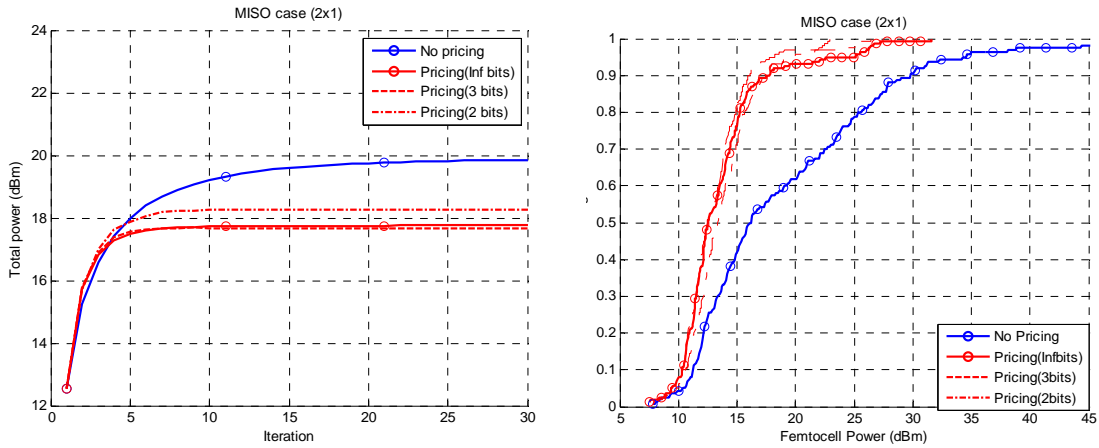 MISO case (2x1)
24
22
20
18
16
14
12
Total power (dBm)
No pricing
Pricing(Inf bits)
Pricing(3 bits)
Pricing(2 bits)
0 5 10 15 20 25 30
Iteration
MISO case (2x1)
1
0.9
0.8
0.7
0.6
0.5
0.4
0.3
0.2
0.1
0
No Pricing
Pricing(Infbits)
Pricing(3bits)
Pricing(2bits)
5 10 15 20 25 30 35 40 45
Femtocell Power (dBm)